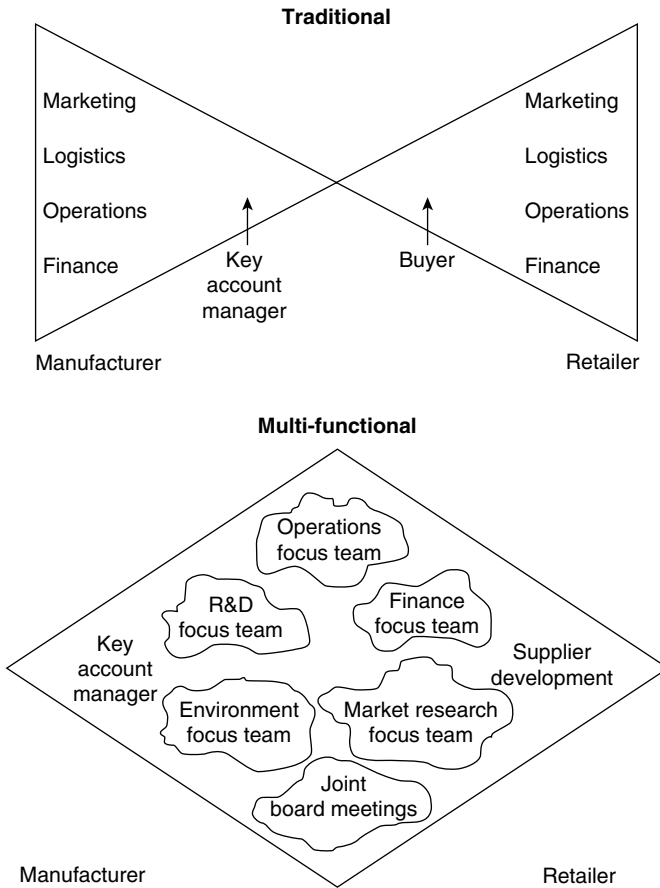 Traditional
Marketing
Logistics
Operations
Finance
Marketing
Logistics
Operations
Finance
Key
account
manager
Buyer
Manufacturer
Retailer
Multi-functional
Operations
focus team
R&D
focus team
Finance
focus team
Key
account
manager
Supplier
development
Environment
focus team
Market research
focus team
Joint
board meetings
Manufacturer
Retailer